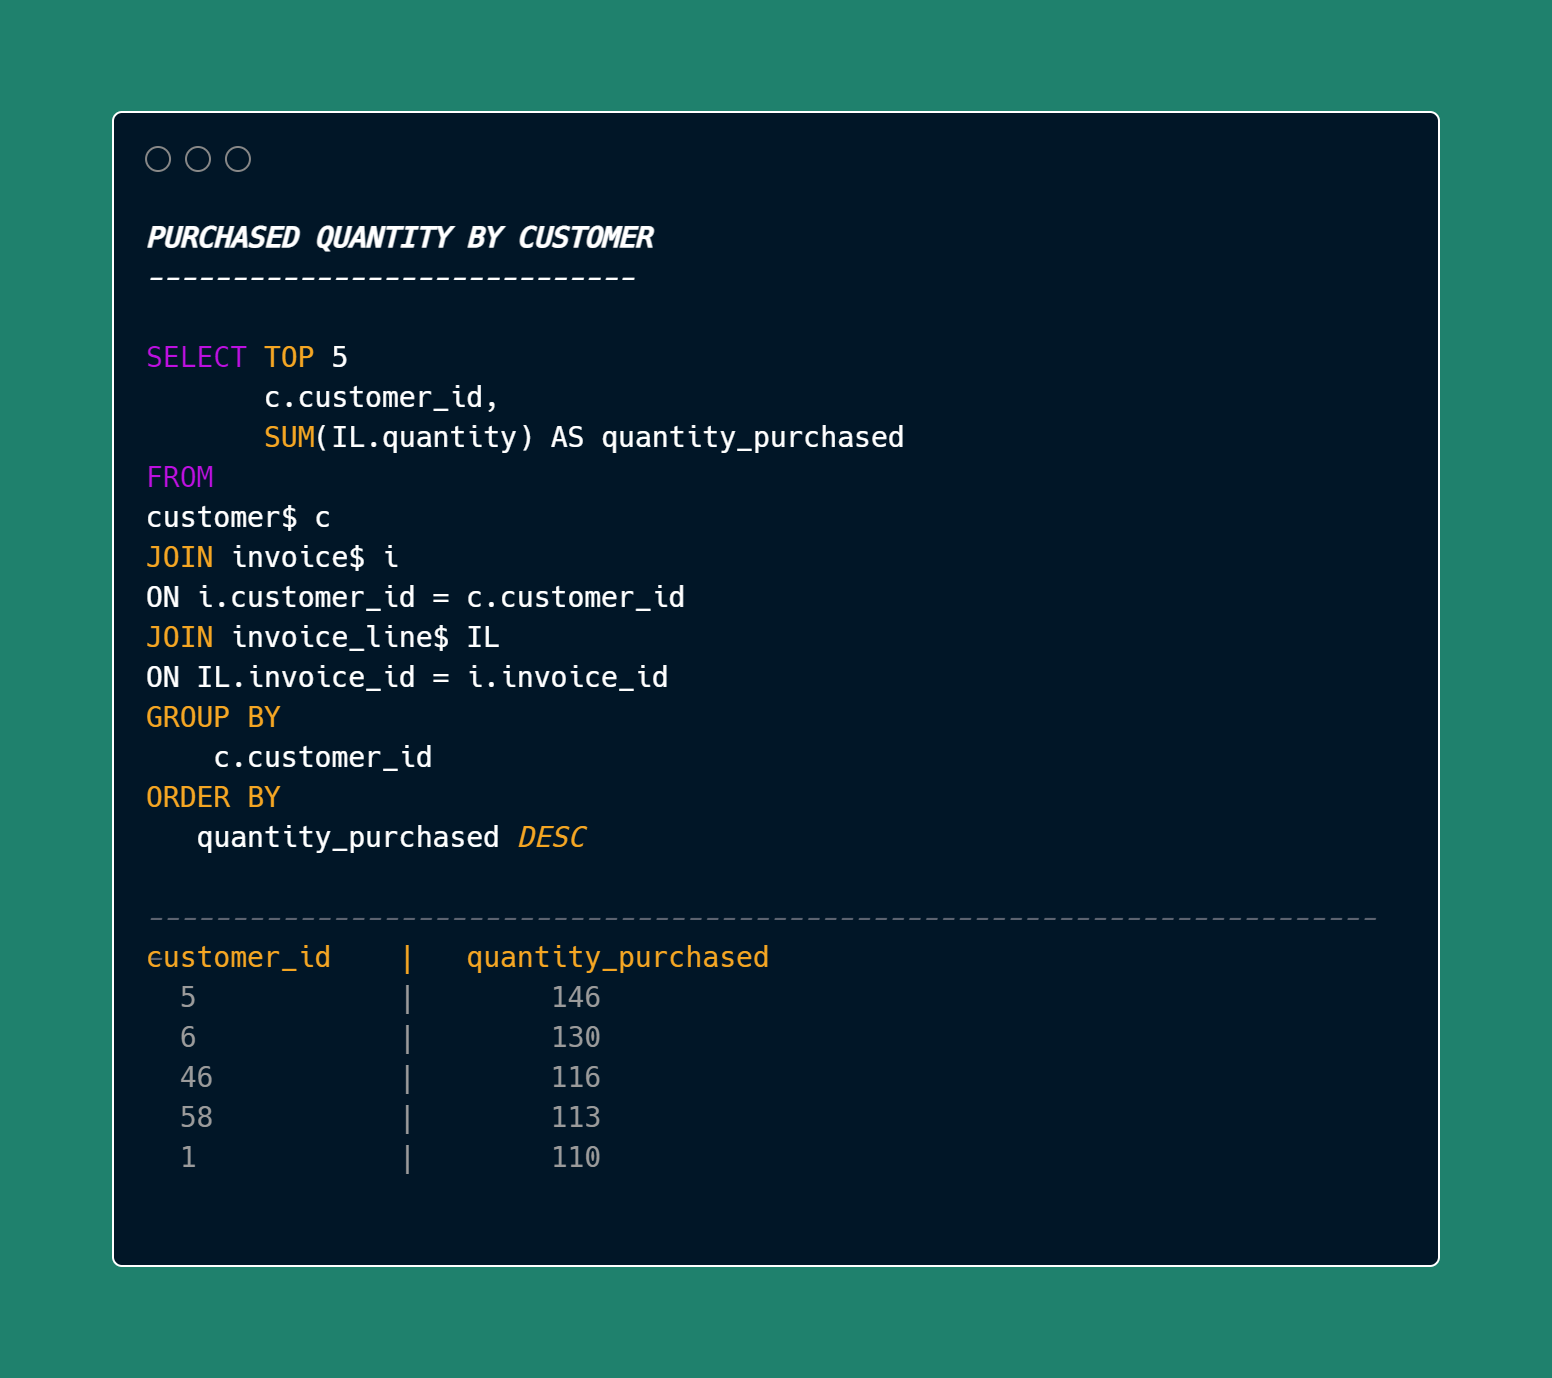 PURCHASED QUANTITY BY CUSTOMER
-----------------------------
SELECT TOP 5
       c.customer_id,
       SUM(IL.quantity) AS quantity_purchased
FROM
customer$ c
JOIN invoice$ i
ON i.customer_id = c.customer_id
JOIN invoice_line$ IL
ON IL.invoice_id = i.invoice_id
GROUP BY
    c.customer_id
ORDER BY
   quantity_purchased DESC
-------------------------------------------------------------------------
customer_id    |   quantity_purchased
  5            |        146
  6            |        130
  46           |        116
  58           |        113
  1            |        110